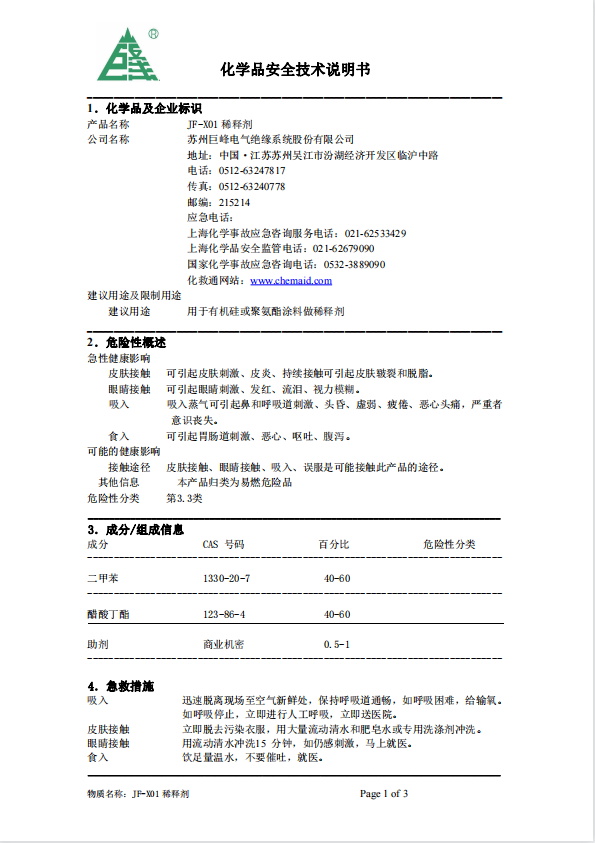 巨峰
®
化学品安全技术说明书
1. 化学品及企业标识
产品名称 JF-X01 稀释剂
公司名称 苏州巨峰电气绝缘系统股份有限公司
地址: 中国·江苏苏州吴江市汾湖经济开发区临沪中路
电话: 0512-63247817
传真: 0512-63240778
邮编: 215214
应急电话:
上海化学事故应急咨询服务电话: 021-62533429
上海化学品安全监管电话: 021-62679090
国家化学事故应急咨询电话: 0532-3889090
化救通网站: www.chemaid.com
建议用途及限制用途
建议用途 用于有机硅或聚氨酯涂料做稀释剂
2. 危险性概述
急性健康影响
皮肤接触 可引起皮肤刺激、皮炎、持续接触可引起皮肤皲裂和脱脂。
眼睛接触 可引起眼睛刺激、发红、流泪、视力模糊。
吸入 吸入蒸气可引起鼻和呼吸道刺激、头昏、虚弱、疲倦、恶心头痛，严重者
意识丧失。
食入 可引起胃肠道刺激、恶心、呕吐、腹泻。
可能的健康影响
接触途径 皮肤接触、眼睛接触、吸入、误服是可能接触此产品的途径。
其他信息 本产品归类为易燃危险品
危险性分类 第3.3类
3. 成分/组成信息
成分 CAS 号码 百分比 危险性分类
二甲苯 1330-20-7 40-60
醋酸丁酯 123-86-4 40-60
助剂 商业机密 0.5-1
4. 急救措施
吸入 迅速脱离现场至空气新鲜处，保持呼吸道通畅，如呼吸困难，给输氧。
如呼吸停止，立即进行人工呼吸，立即送医院。
皮肤接触 立即脱去污染衣服，用大量流动清水和肥皂水或专用洗涤剂冲洗。
眼睛接触 用流动清水冲洗15 分钟，如仍感刺激，马上就医。
食入 饮足量温水，不要催吐，就医。
物质名称: JF-X01 稀释剂 Page 1 of 3